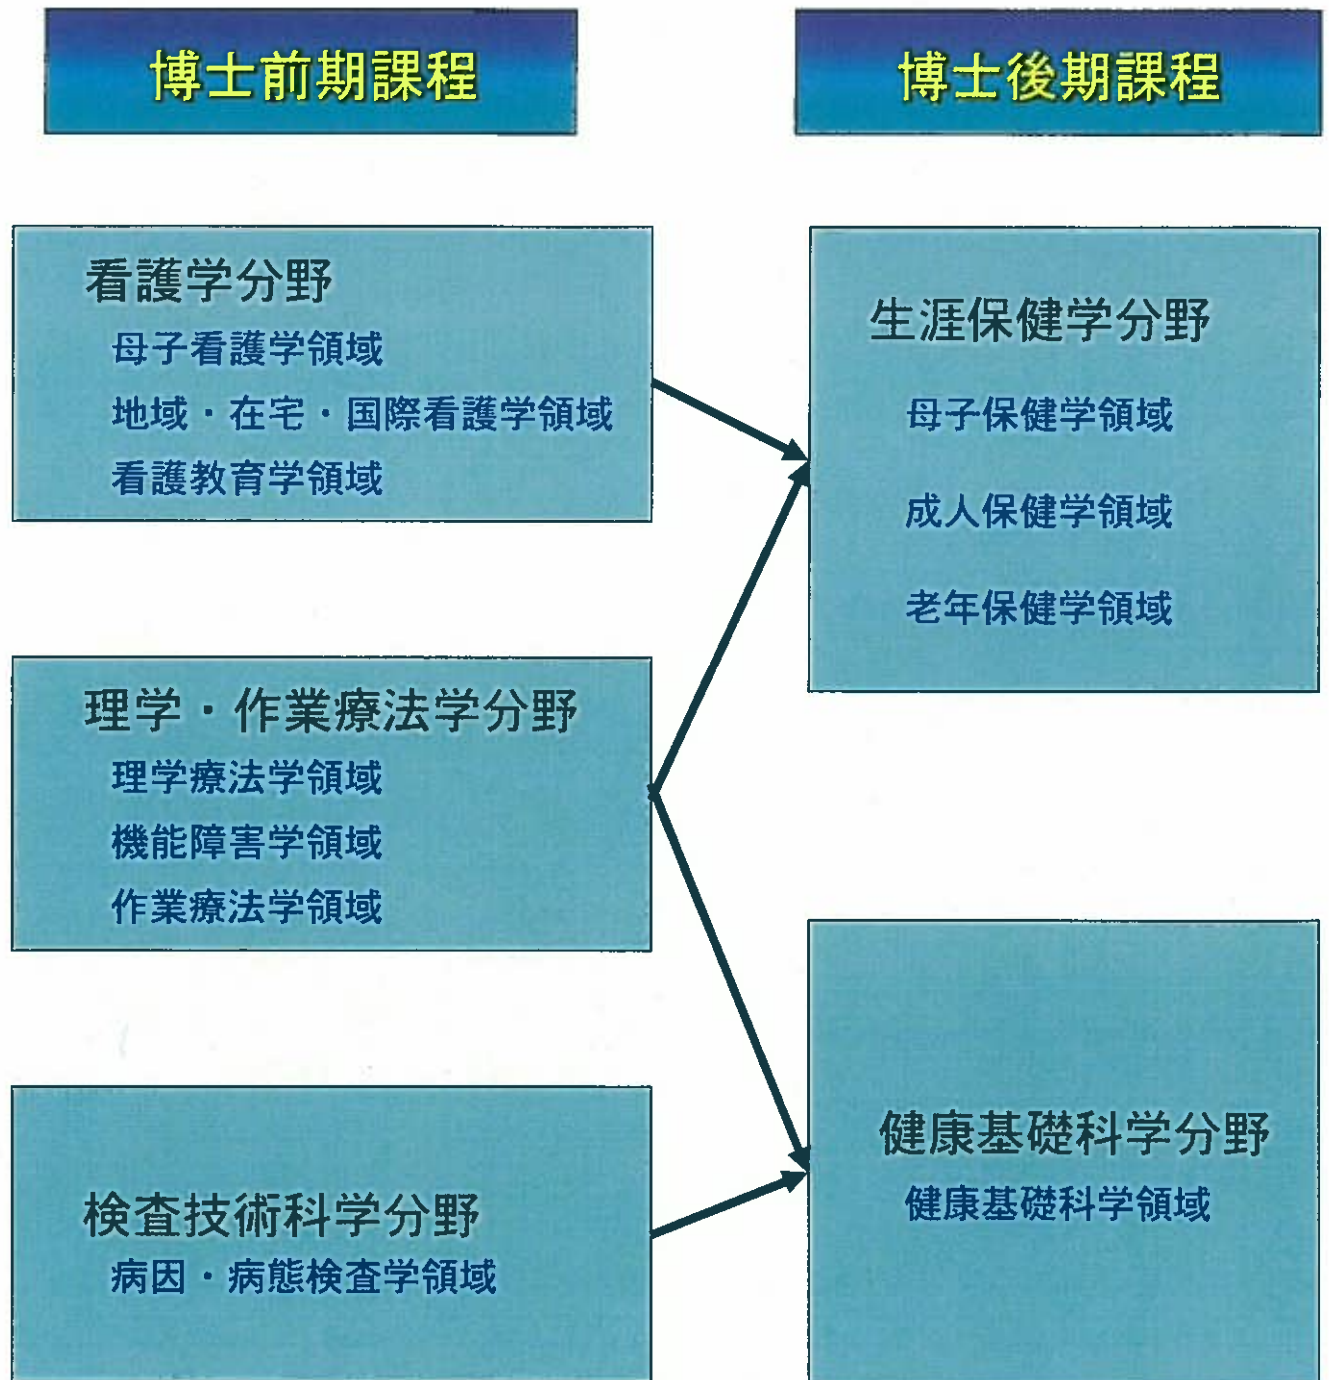 博士前期課程
博士後期課程
看護学分野
母子看護学領域
地域・在宅・国際看護学領域
看護教育学領域
理学・作業療法学分野
理学療法学領域
機能障害学領域
作業療法学領域
検査技術科学分野
病因・病態検査学領域
生涯保健学分野
母子保健学領域
成人保健学領域
老年保健学領域
健康基礎科学分野
健康基礎科学領域